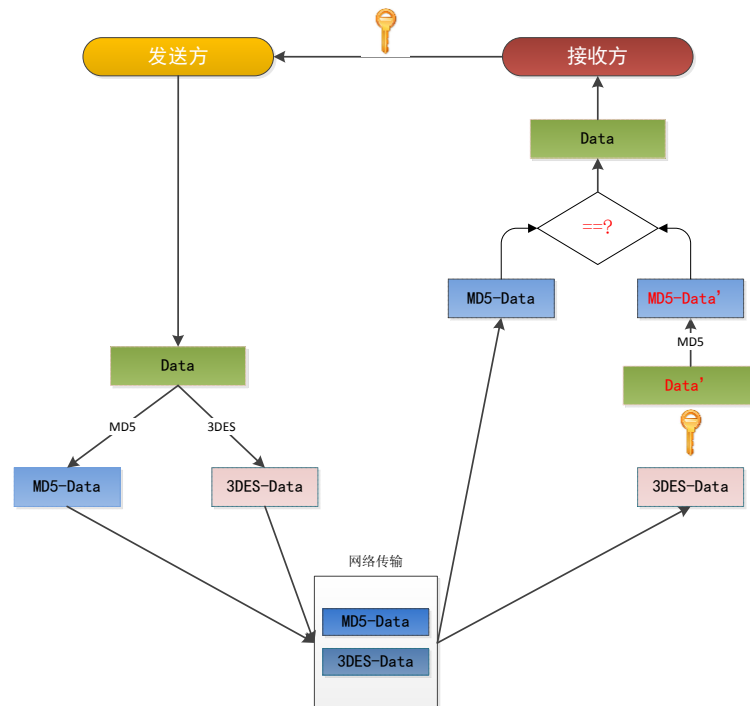 发送方
接收方
Data
==?
MD5-Data
MD5-Data'
MD5
Data
Data'
MD5
3DES
MD5-Data
3DES-Data
3DES-Data
网络传输
MD5-Data
3DES-Data